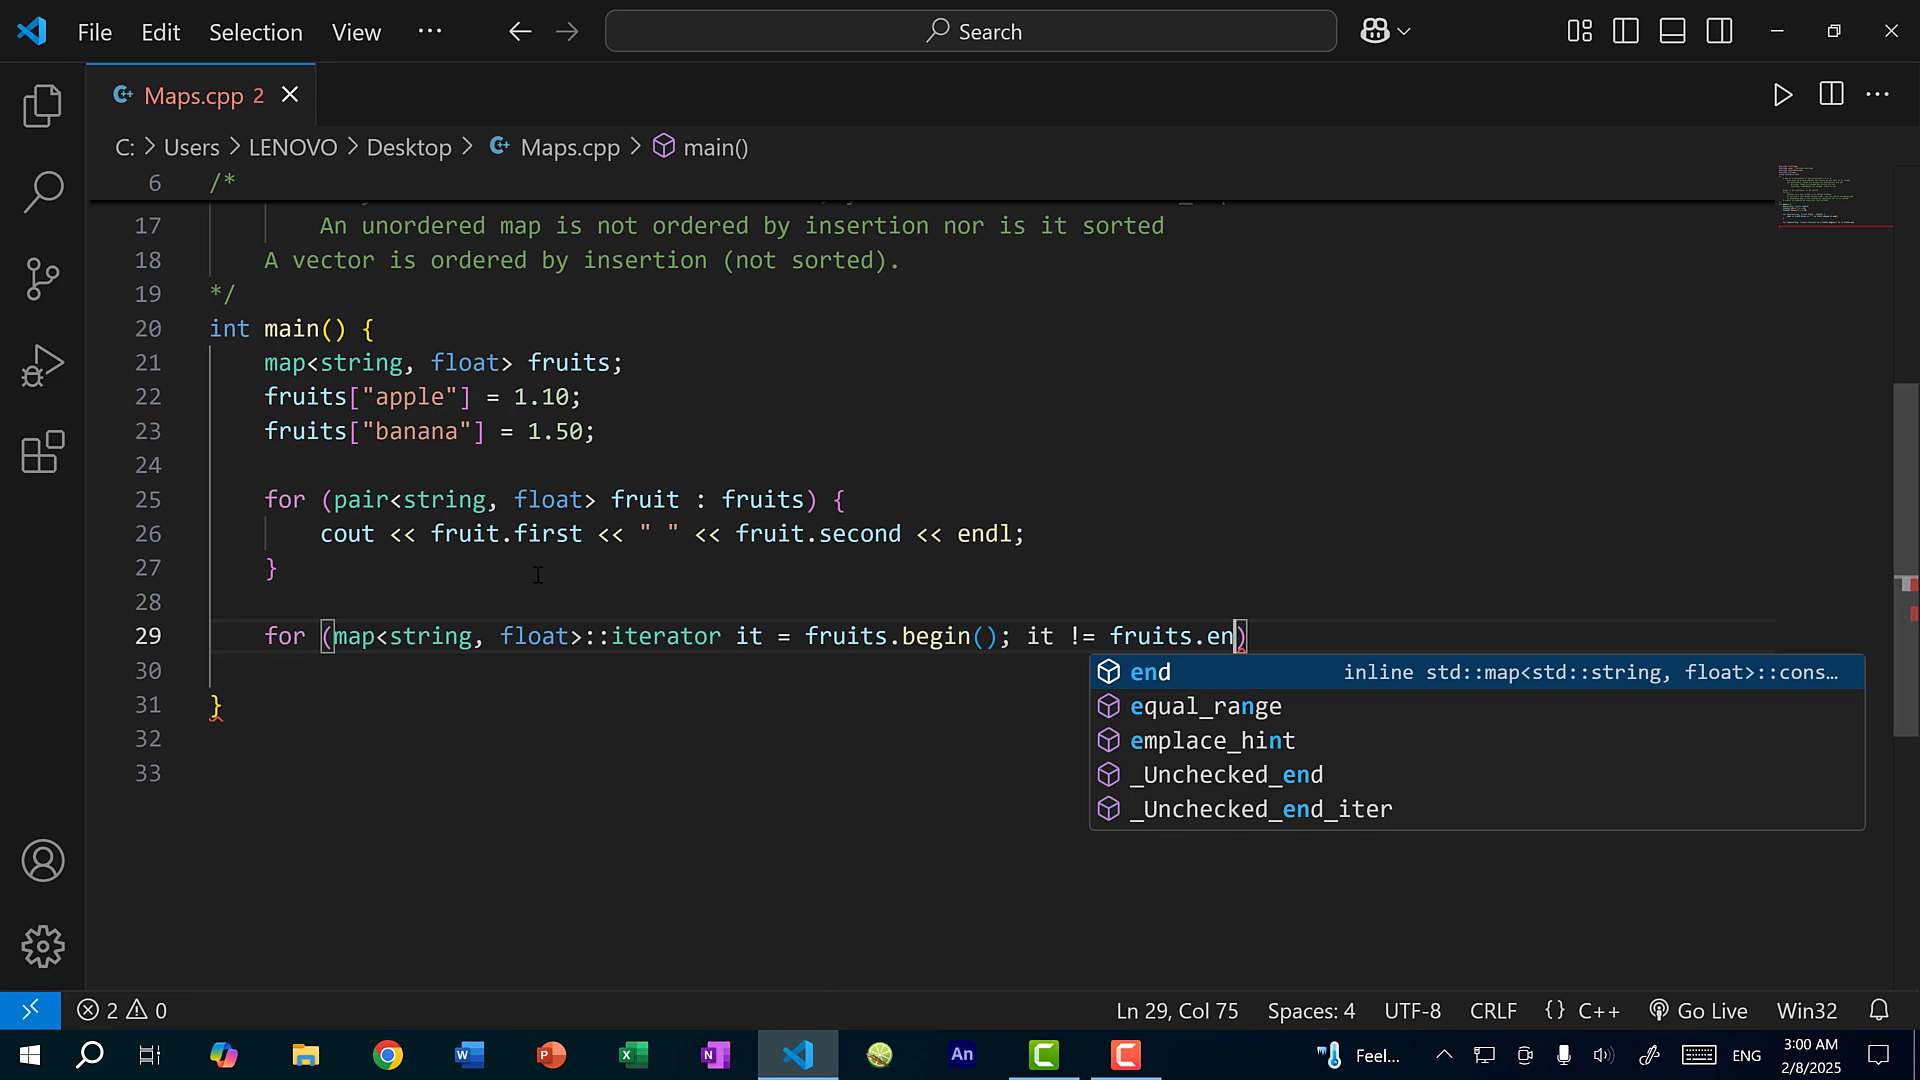 File Edit Selection View ··· Search
Maps.cpp 2
C: > Users > LENOVO > Desktop > Maps.cpp > main()
6 /*
17 An unordered map is not ordered by insertion nor is it sorted
18 A vector is ordered by insertion (not sorted).
19 */
20 int main() {
21 map<string, float> fruits;
22 fruits["apple"] = 1.10;
23 fruits["banana"] = 1.50;
24
25 for (pair<string, float> fruit : fruits) {
26 cout << fruit.first << " " << fruit.second << endl;
27 }
28
29 for (map<string, float>::iterator it = fruits.begin(); it != fruits.en)
30
31 }
32
33
end inline std::map<std::string, float>::cons…
equal_range
emplace_hint
_Unchecked_end
_Unchecked_end_iter
2 0 Ln 29, Col 75 Spaces: 4 UTF-8 CRLF {} C++ Go Live Win32
Feel... ENG 3:00 AM
2/8/2025